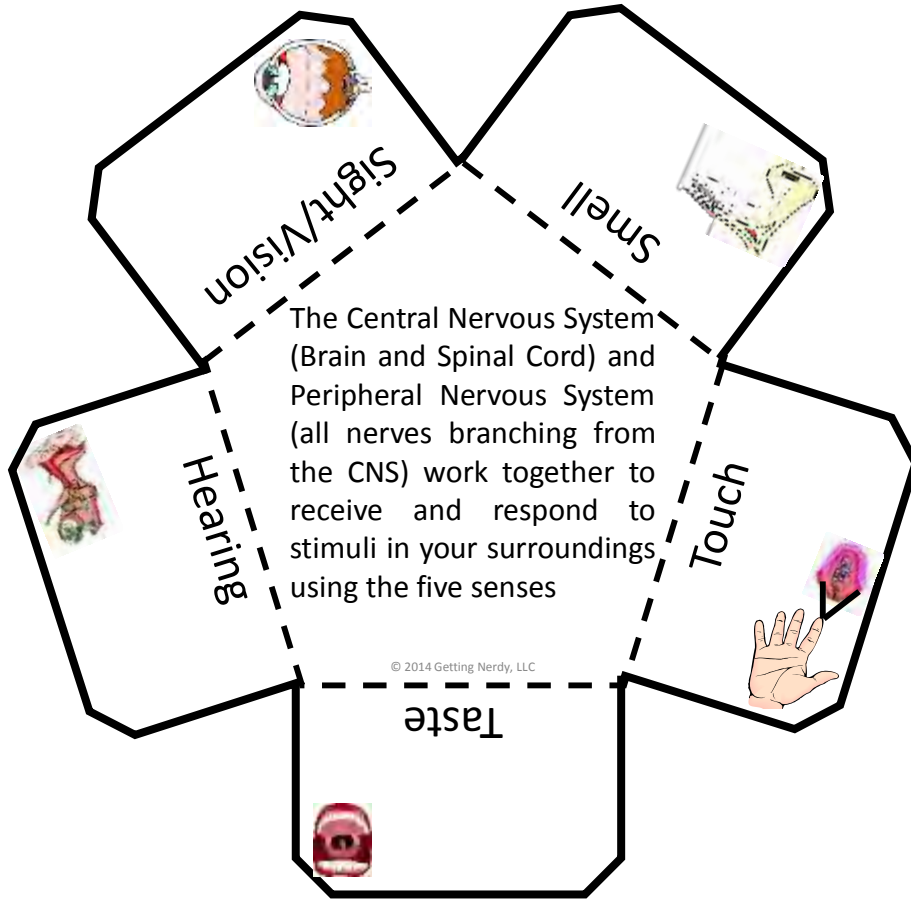 Sight/Vision
Smell
The Central Nervous System
(Brain and Spinal Cord) and
Peripheral Nervous System
(all nerves branching from
the CNS) work together to
receive and respond to
stimuli in your surroundings
using the five senses
Hearing
Touch
© 2014 Getting Nerdy, LLC
Taste